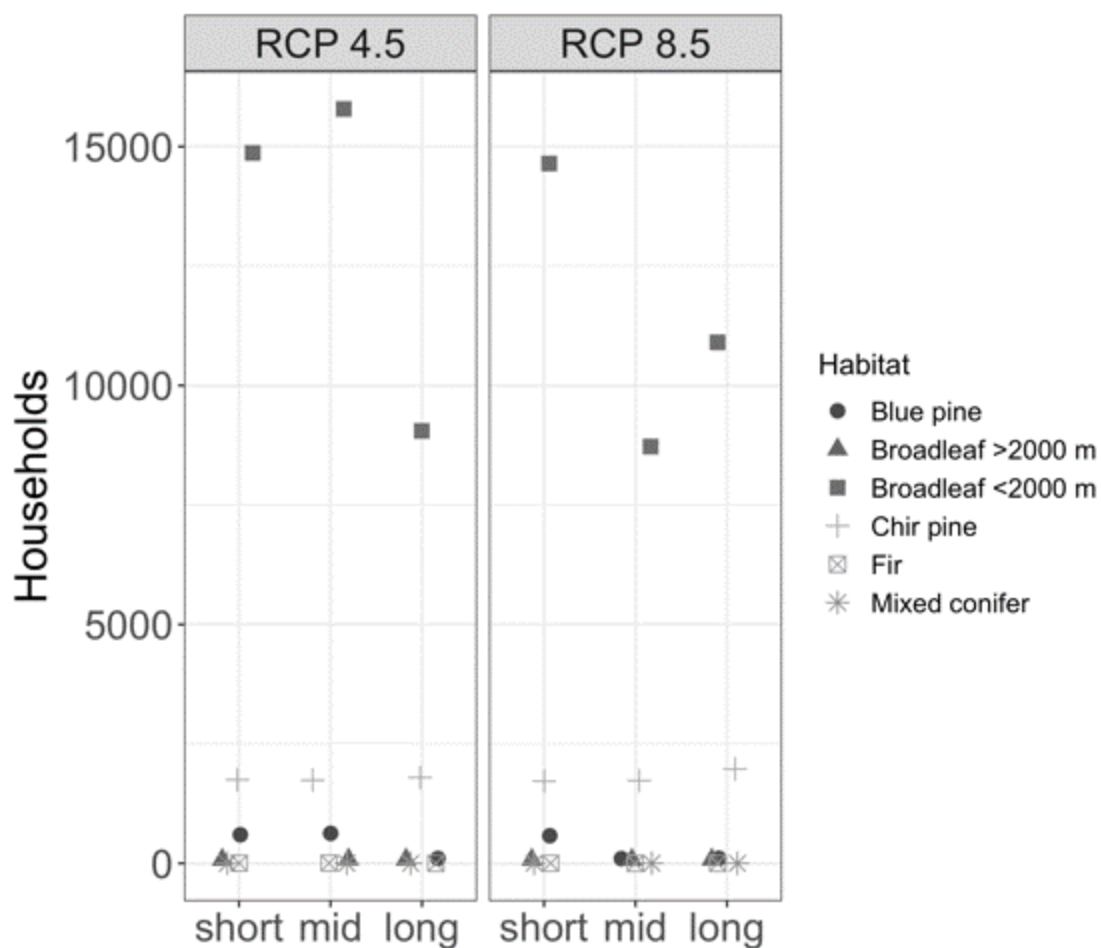 RCP 4.5
RCP 8.5
Households
15000
10000
5000
0
short mid long
short mid long
Habitat
Blue pine
Broadleaf >2000 m
Broadleaf <2000 m
Chir pine
Fir
Mixed conifer